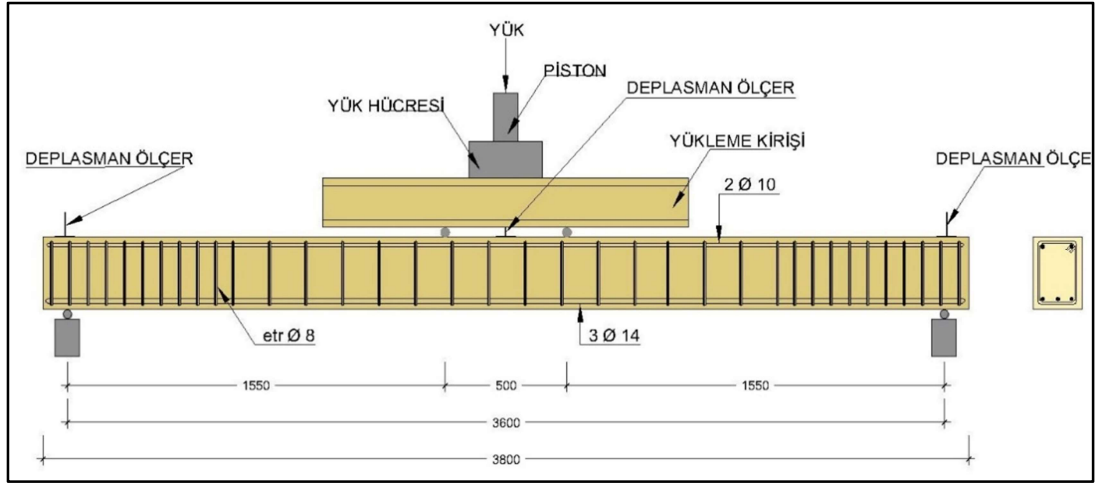 YÜK
PİSTON
DEPLASMAN ÖLÇER
YÜK HÜCRESİ
YÜKLEME KİRİŞİ
DEPLASMAN ÖLÇER
DEPLASMAN ÖLÇE
2 Ø 10
etr Ø 8
3 Ø 14
1550
500
1550
3600
3800